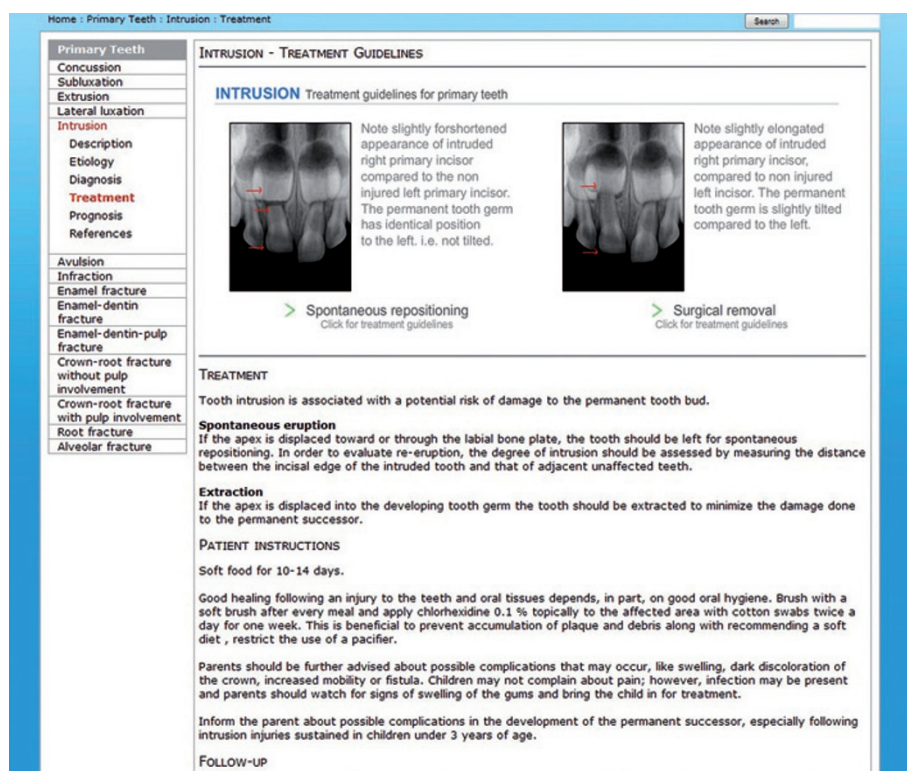 Home : Primary Teeth : Intrusion : Treatment
Search
Primary Teeth
Concussion
Subluxation
Extrusion
Lateral luxation
Intrusion
Description
Etiology
Diagnosis
Treatment
Prognosis
References
Avulsion
Infraction
Enamel fracture
Enamel-dentin
fracture
Enamel-dentin-pulp
fracture
Crown-root fracture
without pulp
involvement
Crown-root fracture
with pulp involvement
Root fracture
Alveolar fracture
INTRUSION - TREATMENT GUIDELINES
INTRUSION Treatment guidelines for primary teeth
Note slightly forshortened
appearance of intruded
right primary incisor
compared to the non
injured left primary incisor.
The permanent tooth germ
has identical position
to the left. i.e. not tilted.
> Spontaneous repositioning
Click for treatment guidelines
Note slightly elongated
appearance of intruded
right primary incisor,
compared to non injured
left incisor. The permanent
tooth germ is slightly tilted
compared to the left.
> Surgical removal
Click for treatment guidelines
TREATMENT
Tooth intrusion is associated with a potential risk of damage to the permanent tooth bud.
Spontaneous eruption
If the apex is displaced toward or through the labial bone plate, the tooth should be left for spontaneous
repositioning. In order to evaluate re-eruption, the degree of intrusion should be assessed by measuring the distance
between the incisal edge of the intruded tooth and that of adjacent unaffected teeth.
Extraction
If the apex is displaced into the developing tooth germ the tooth should be extracted to minimize the damage done
to the permanent successor.
PATIENT INSTRUCTIONS
Soft food for 10-14 days.
Good healing following an injury to the teeth and oral tissues depends, in part, on good oral hygiene. Brush with a
soft brush after every meal and apply chlorhexidine 0.1 % topically to the affected area with cotton swabs twice a
day for one week. This is beneficial to prevent accumulation of plaque and debris along with recommending a soft
diet , restrict the use of a pacifier.
Parents should be further advised about possible complications that may occur, like swelling, dark discoloration of
the crown, increased mobility or fistula. Children may not complain about pain; however, infection may be present
and parents should watch for signs of swelling of the gums and bring the child in for treatment.
Inform the parent about possible complications in the development of the permanent successor, especially following
intrusion injuries sustained in children under 3 years of age.
FOLLOW-UP